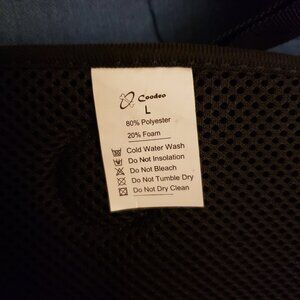 Coodeo
L
80% Polyester
20% Foam
Cold Water Wash
Do Not Insolation
Do Not Bleach
Do Not Tumble Dry
Do Not Dry Clean